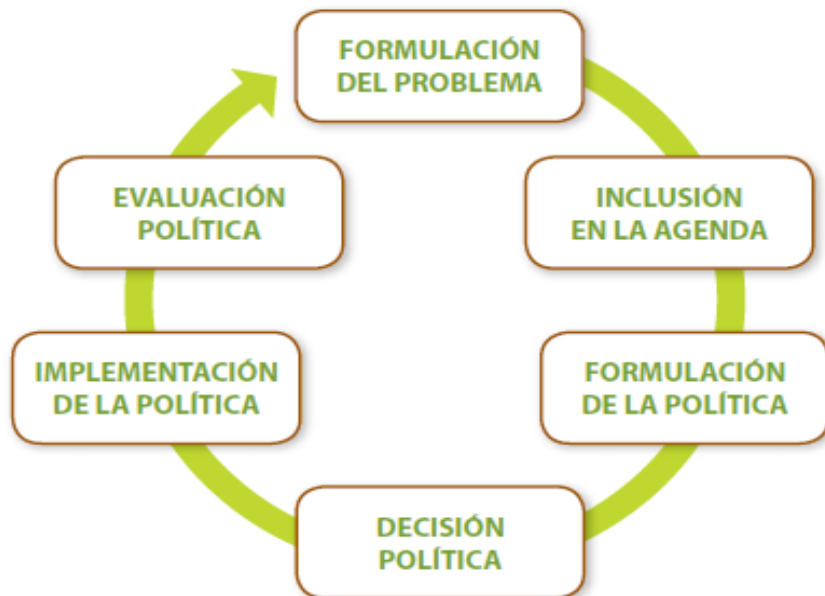 FORMULACIÓN
DEL PROBLEMA
INCLUSIÓN
EN LA AGENDA
FORMULACIÓN
DE LA POLÍTICA
DECISIÓN
POLÍTICA
IMPLEMENTACIÓN
DE LA POLÍTICA
EVALUACIÓN
POLÍTICA